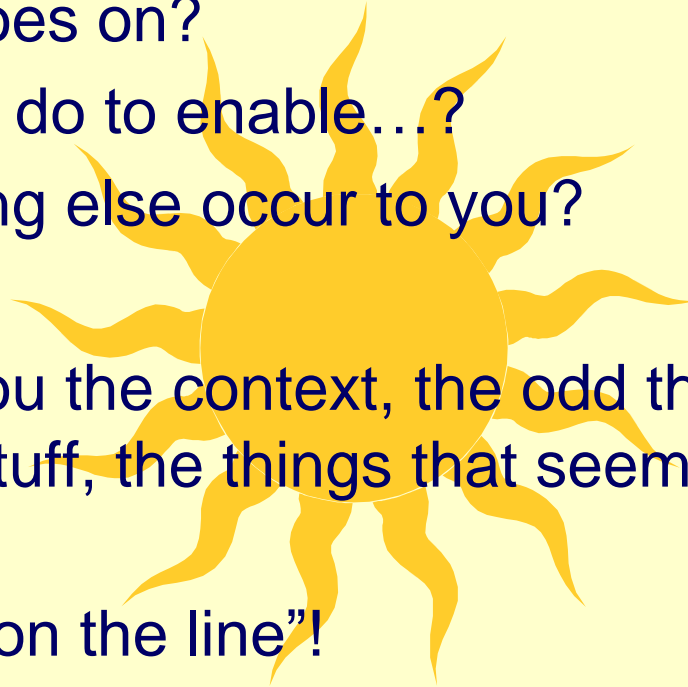 oes on?
do to enable…?
ng else occur to you?
ou the context, the odd th
tuff, the things that seem
on the line”!